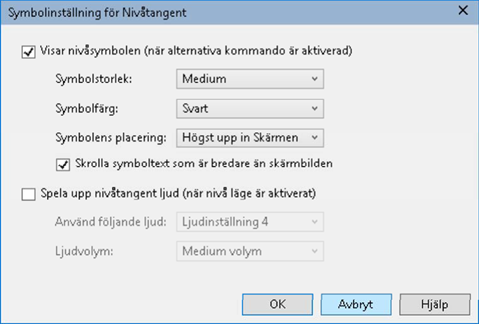 Symbolinställning för Nivåtangent
Visar nivåsymbolen (när alternativa kommando är aktiverad)
Symbolstorlek: Medium
Symbolfärg: Svart
Symbolens placering: Högst upp in Skärmen
Skrolla symboltext som är bredare än skärmbilden
Spela upp nivåtangent ljud (när nivå läge är aktiverat)
Använd följande ljud: Ljudinställning 4
Ljudvolym: Medium volym
OK Avbryt Hjälp